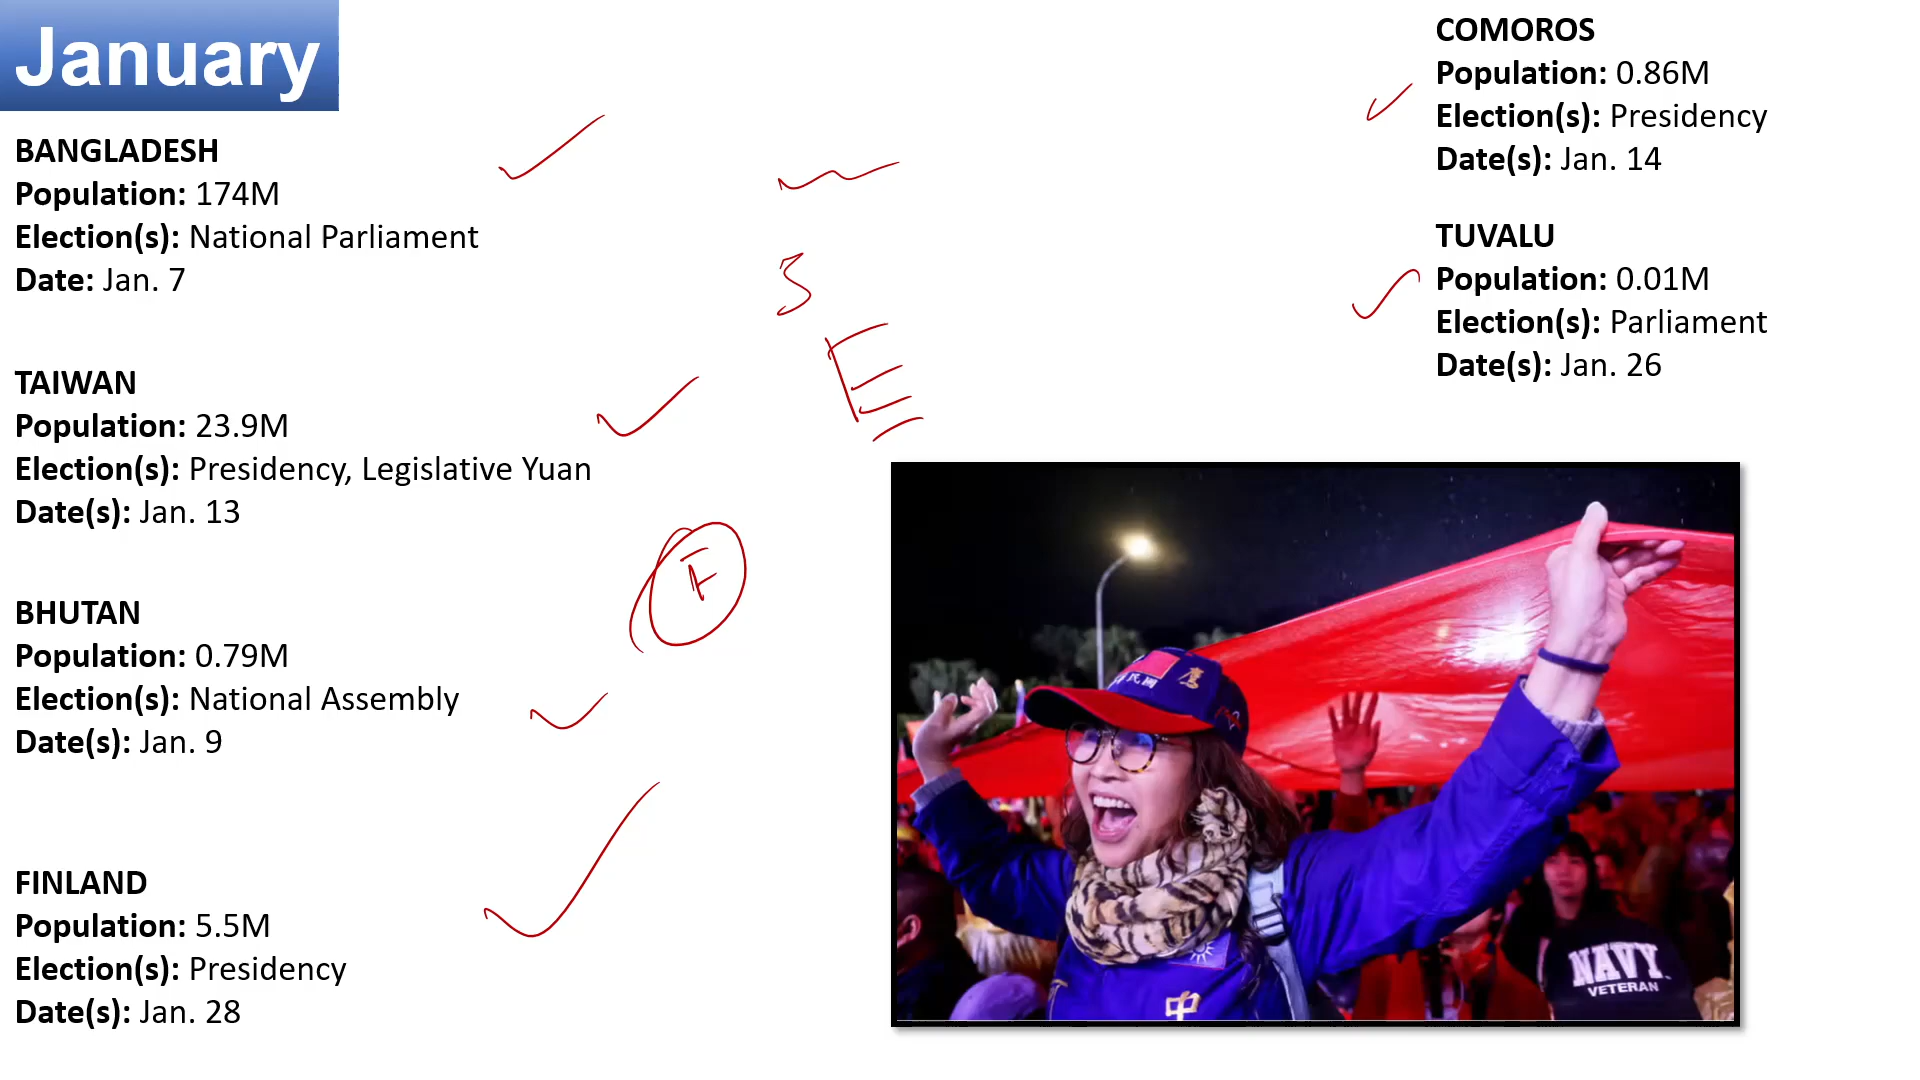 January
BANGLADESH
Population: 174M
Election(s): National Parliament
Date: Jan. 7
TAIWAN
Population: 23.9M
Election(s): Presidency, Legislative Yuan
Date(s): Jan. 13
BHUTAN
Population: 0.79M
Election(s): National Assembly
Date(s): Jan. 9
FINLAND
Population: 5.5M
Election(s): Presidency
Date(s): Jan. 28
COMOROS
Population: 0.86M
Election(s): Presidency
Date(s): Jan. 14
TUVALU
Population: 0.01M
Election(s): Parliament
Date(s): Jan. 26
NAVY
VETERAN
中